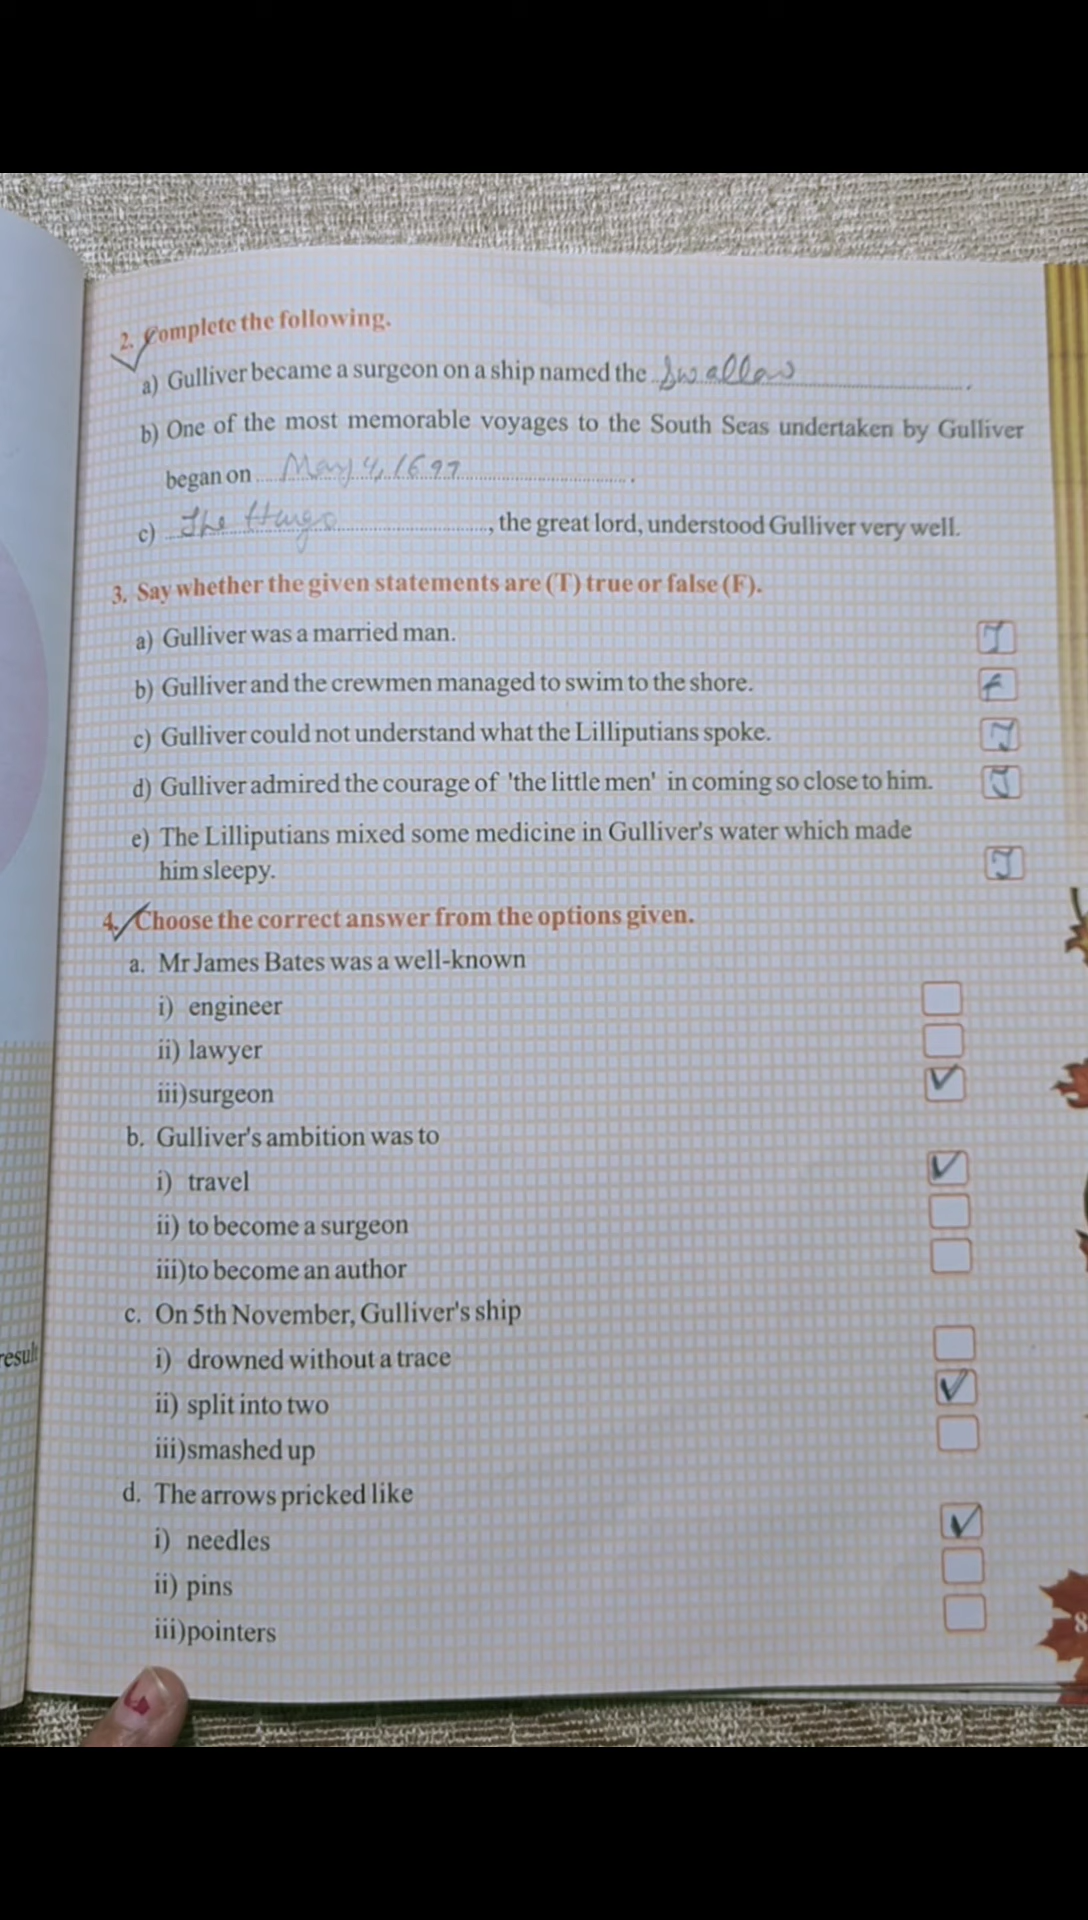 2. Complete the following.
a) Gulliver became a surgeon on a ship named the Swallow.
b) One of the most memorable voyages to the South Seas undertaken by Gulliver
began on May 4, 1697.
c) The Hurgo, the great lord, understood Gulliver very well.
3. Say whether the given statements are (T) true or false (F).
a) Gulliver was a married man. T
b) Gulliver and the crewmen managed to swim to the shore. F
c) Gulliver could not understand what the Lilliputians spoke. T
d) Gulliver admired the courage of 'the little men' in coming so close to him. T
e) The Lilliputians mixed some medicine in Gulliver's water which made
him sleepy. T
4. Choose the correct answer from the options given.
a. Mr James Bates was a well-known
i) engineer
ii) lawyer
iii)surgeon ✓
b. Gulliver's ambition was to
i) travel ✓
ii) to become a surgeon
iii)to become an author
c. On 5th November, Gulliver's ship
result
i) drowned without a trace
ii) split into two ✓
iii)smashed up
d. The arrows pricked like
i) needles ✓
ii) pins
8
iii)pointers